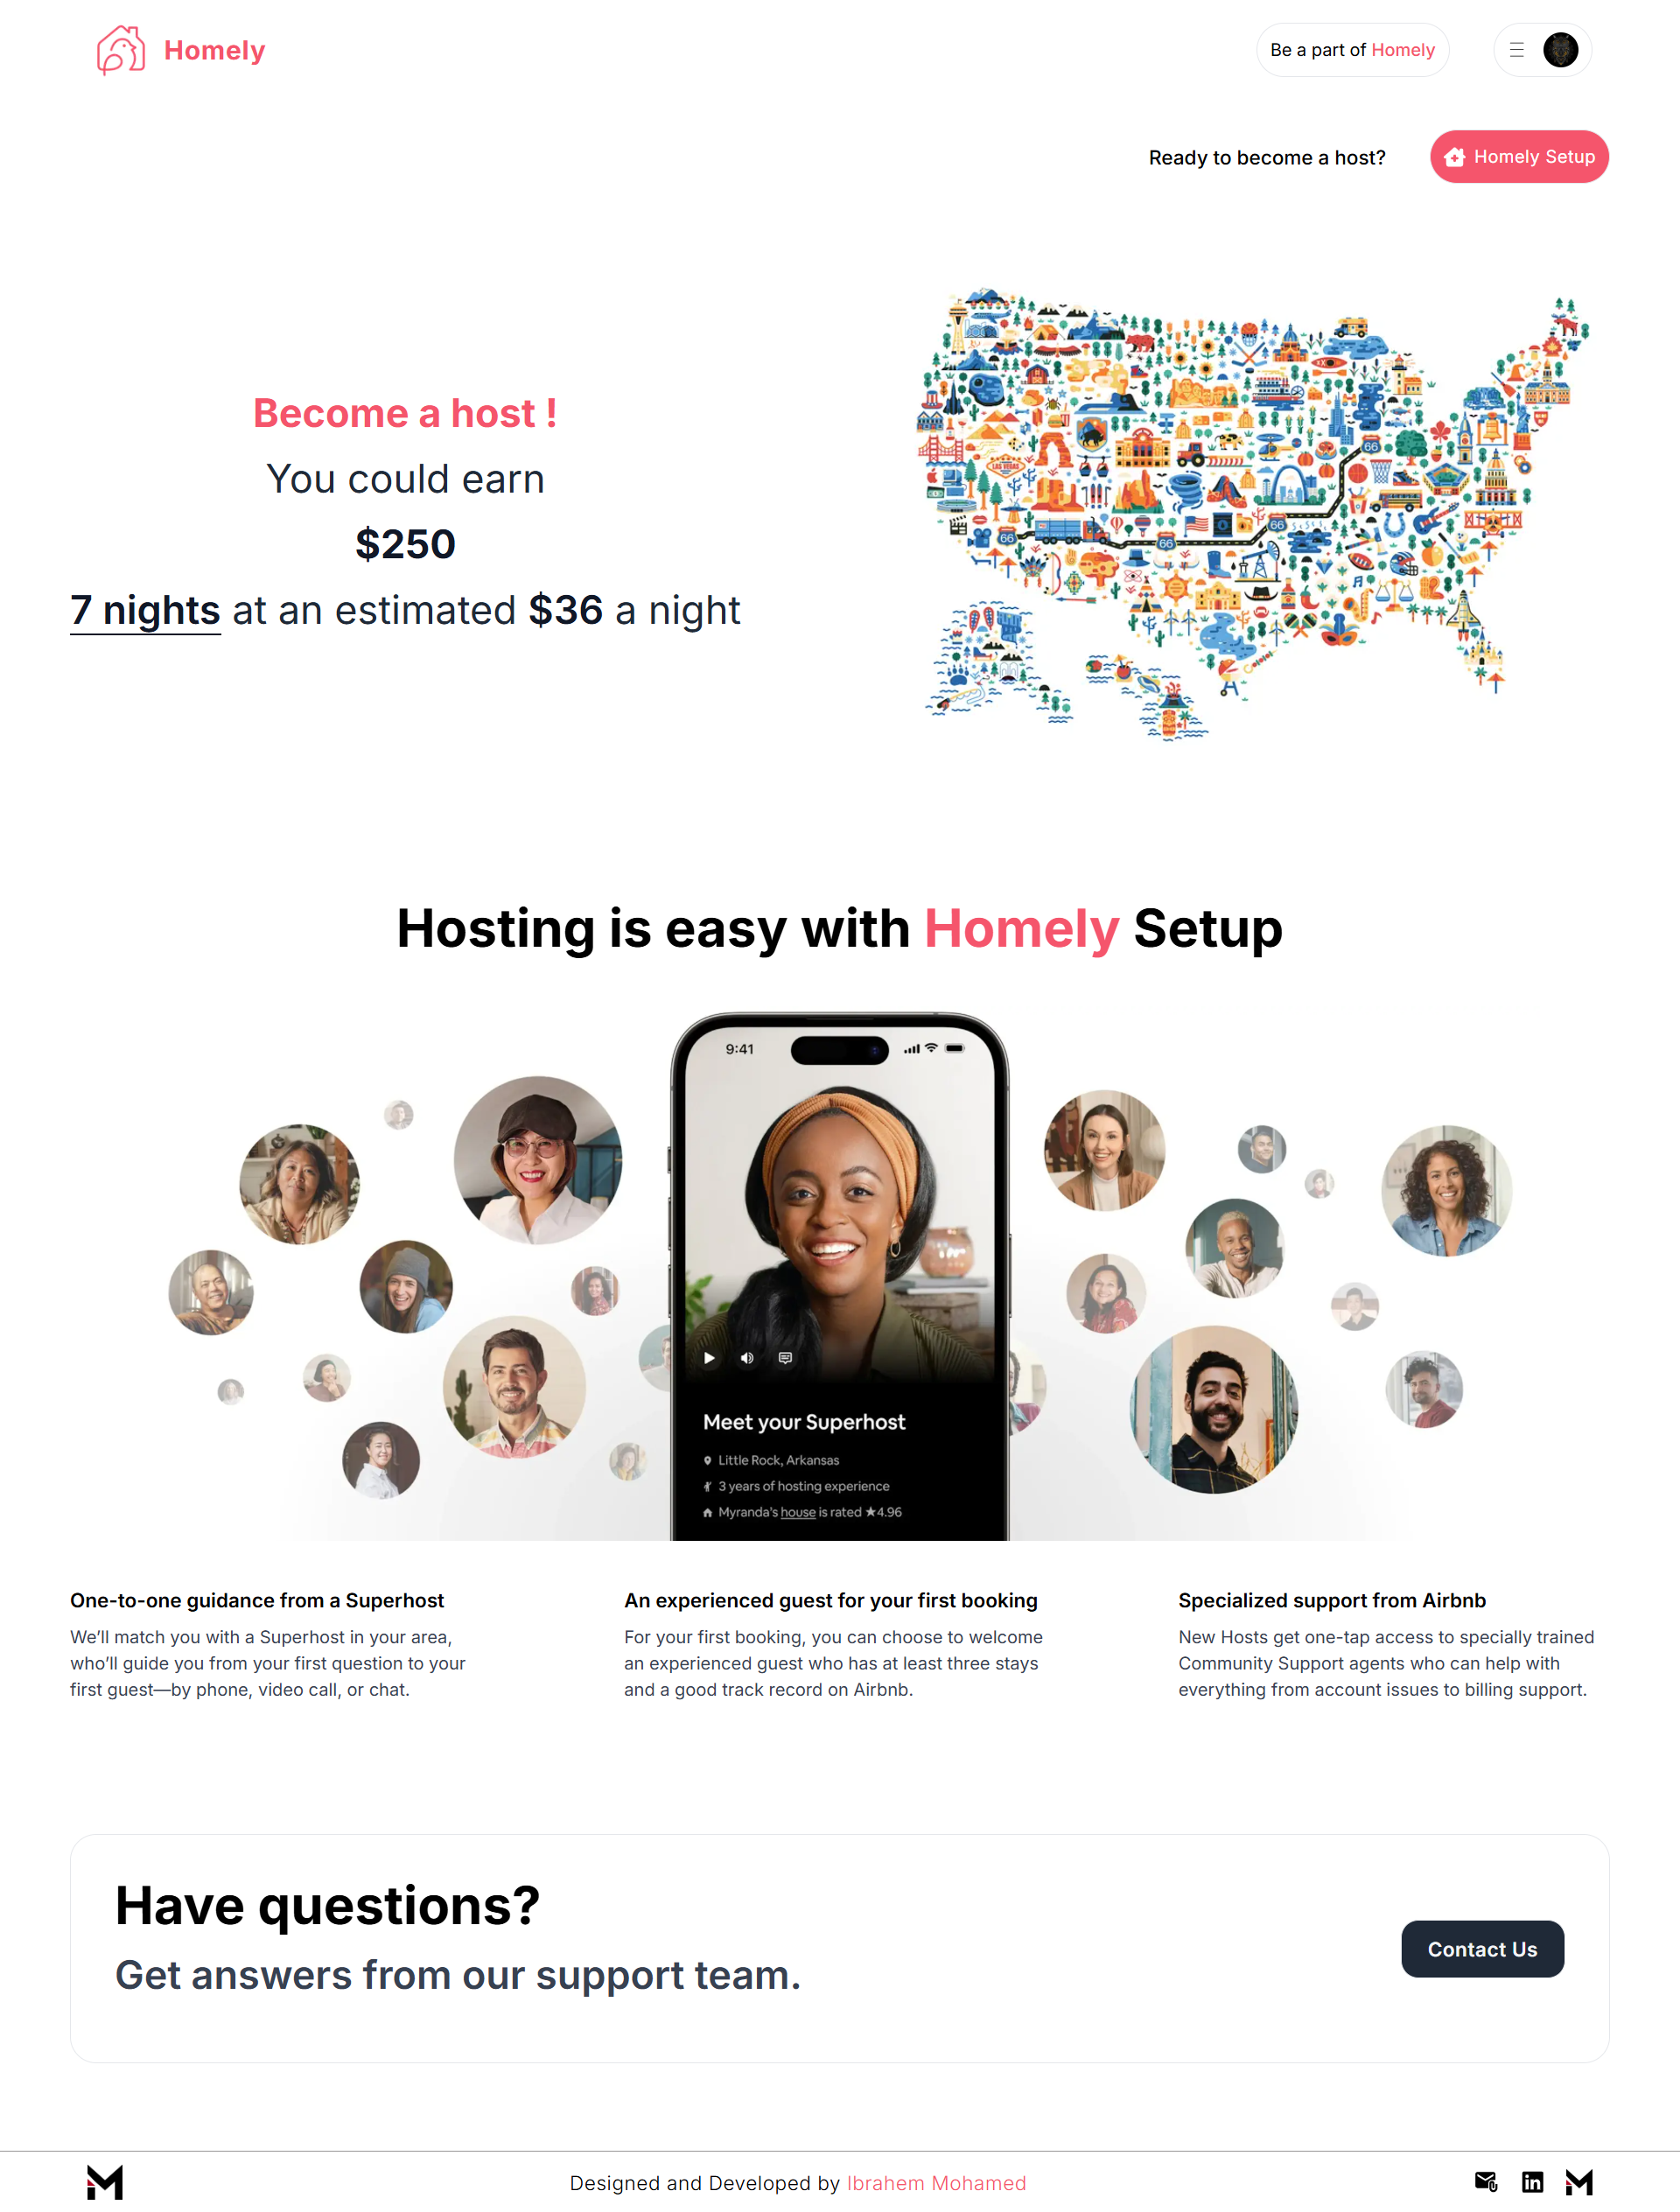 Homely
Be a part of Homely
Ready to become a host?
Homely Setup
Become a host !
You could earn
$250
7 nights at an estimated $36 a night
LAS VEGAS
66
66
66
66
Hosting is easy with Homely Setup
9:41
Meet your Superhost
Little Rock, Arkansas
3 years of hosting experience
Myranda's house is rated ★4.96
One-to-one guidance from a Superhost
We’ll match you with a Superhost in your area,
who’ll guide you from your first question to your
first guest—by phone, video call, or chat.
An experienced guest for your first booking
For your first booking, you can choose to welcome
an experienced guest who has at least three stays
and a good track record on Airbnb.
Specialized support from Airbnb
New Hosts get one-tap access to specially trained
Community Support agents who can help with
everything from account issues to billing support.
Have questions?
Get answers from our support team.
Contact Us
M
Designed and Developed by Ibrahem Mohamed
in
M